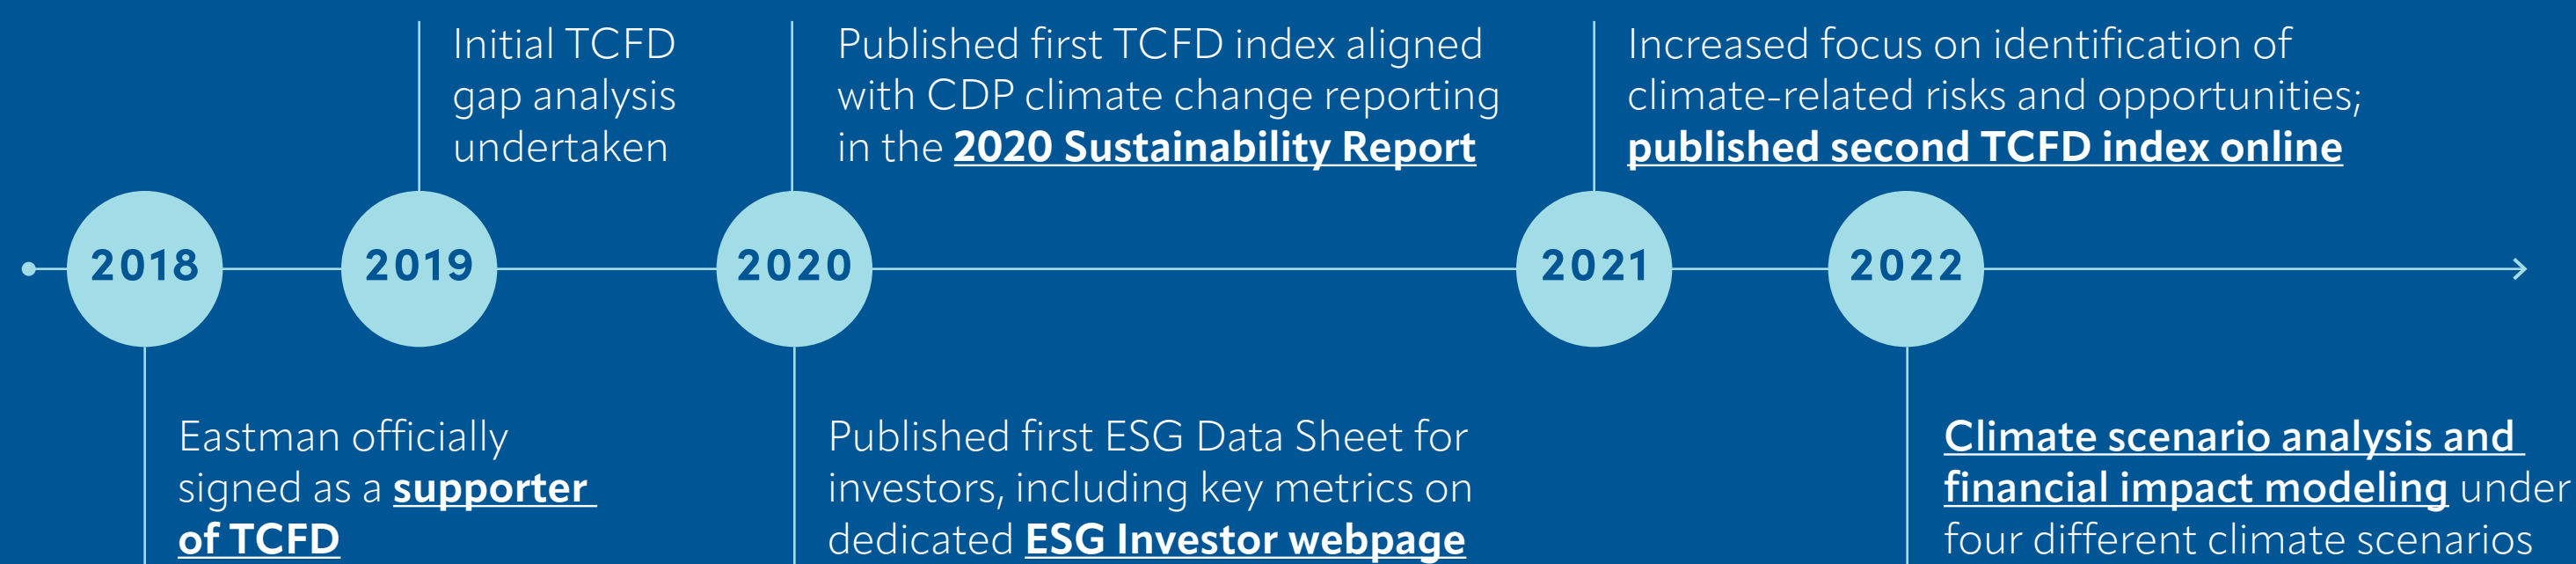 Initial TCFD
gap analysis
undertaken
Published first TCFD index aligned
with CDP climate change reporting
in the 2020 Sustainability Report
Increased focus on identification of
climate-related risks and opportunities;
published second TCFD index online
2018
2019
2020
2021
2022
Eastman officially
signed as a supporter
of TCFD
Published first ESG Data Sheet for
investors, including key metrics on
dedicated ESG Investor webpage
Climate scenario analysis and
financial impact modeling under
four different climate scenarios